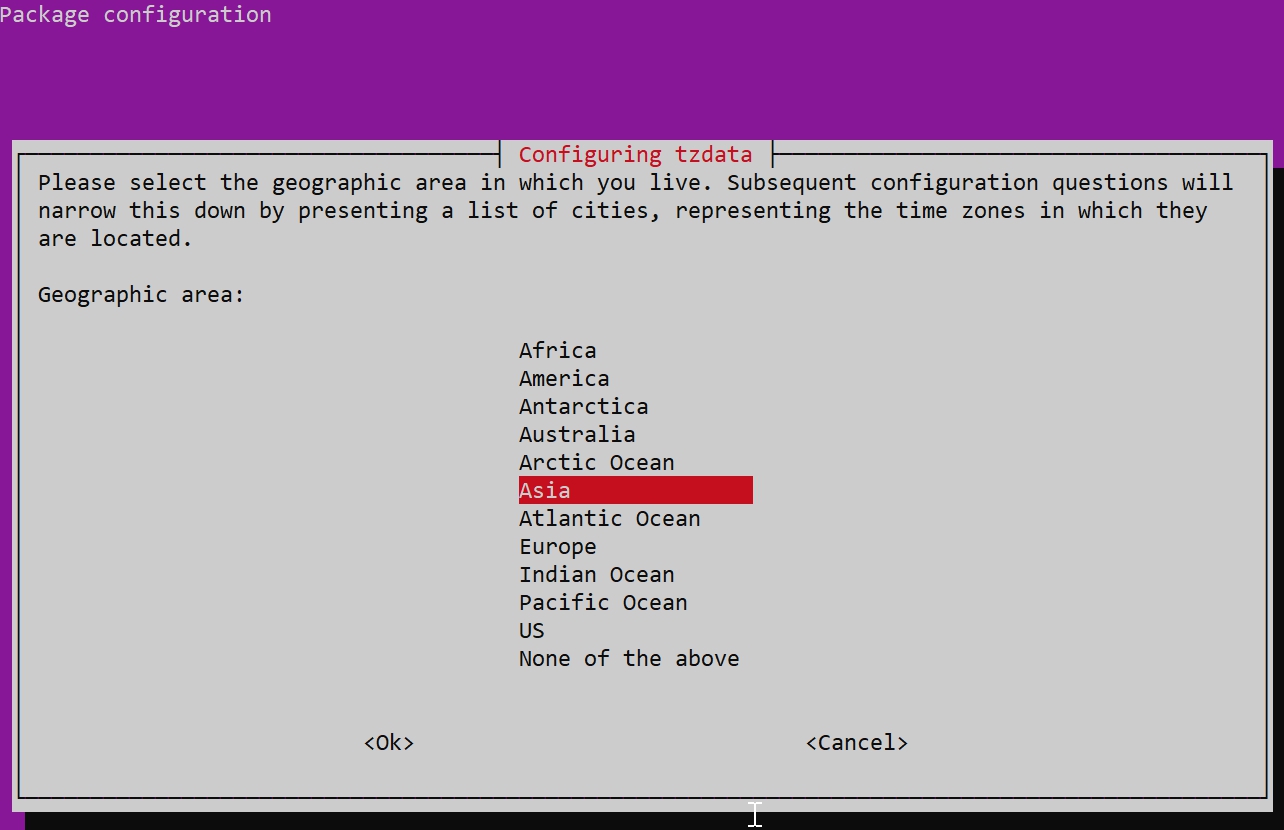 Package configuration
Configuring tzdata
Please select the geographic area in which you live. Subsequent configuration questions will
narrow this down by presenting a list of cities, representing the time zones in which they
are located.
Geographic area:
Africa
America
Antarctica
Australia
Arctic Ocean
Asia
Atlantic Ocean
Europe
Indian Ocean
Pacific Ocean
US
None of the above
<Ok> <Cancel>